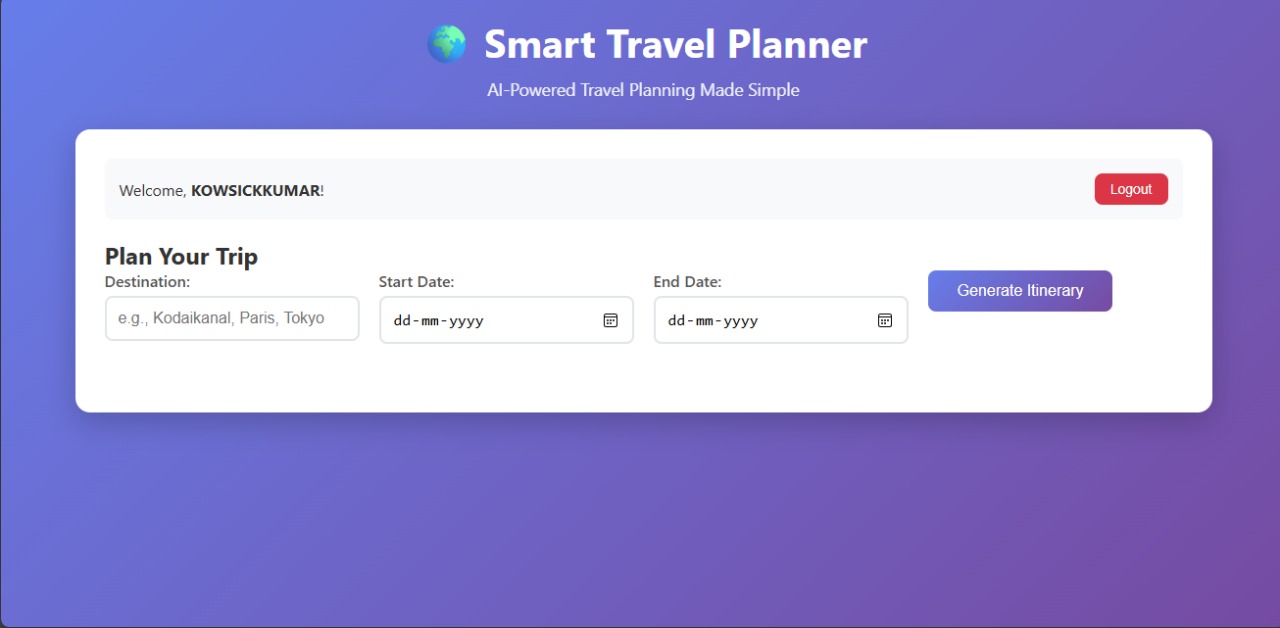 Smart Travel Planner
AI-Powered Travel Planning Made Simple
Welcome, KOWSICKKUMAR!
Logout
Plan Your Trip
Destination:
Start Date:
End Date:
Generate Itinerary
e.g., Kodaikanal, Paris, Tokyo
dd-mm-yyyy
dd-mm-yyyy